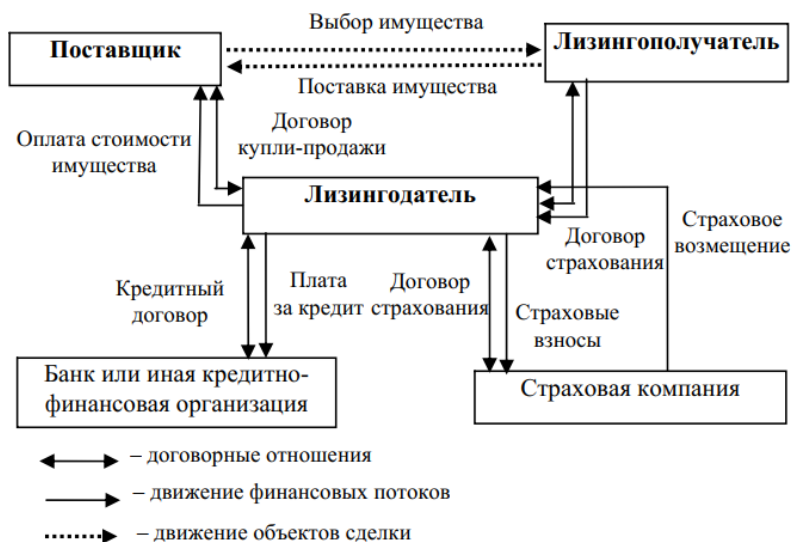 Выбор имущества
Поставщик
Лизингополучатель
Поставка имущества
Оплата стоимости
имущества
Договор
купли-продажи
Лизингодатель
Кредитный
договор
Плата
за кредит
Договор
страхования
Страховые
взносы
Договор
страхования
Страховое
возмещение
Банк или иная кредитно-
финансовая организация
Страховая компания
– договорные отношения
– движение финансовых потоков
– движение объектов сделки